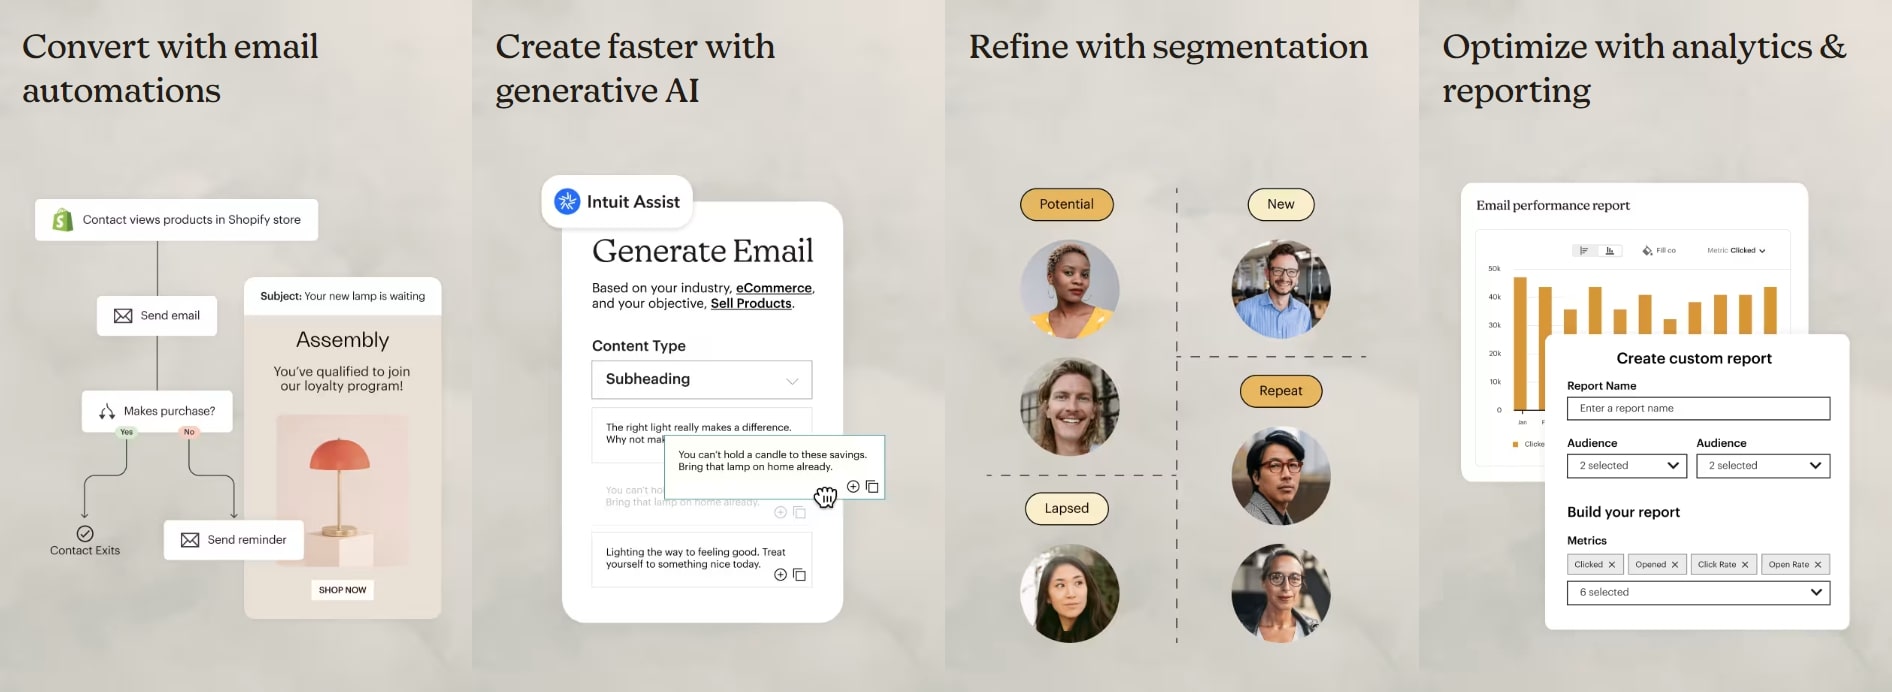 Convert with email
automations
Contact views products in Shopify store
Send email
Makes purchase?
Yes
No
Contact Exits
Send reminder
Subject: Your new lamp is waiting
Assembly
You've qualified to join
our loyalty program!
SHOP NOW
Create faster with
generative AI
Intuit Assist
Generate Email
Based on your industry, eCommerce,
and your objective, Sell Products.
Content Type
Subheading
The right light really makes a difference.
Why not
You can't hold a candle to these savings.
Bring that lamp on home already.
You can't
Bring that lamp on home already.
Lighting the way to feeling good. Treat
yourself to something nice today.
Refine with segmentation
Potential
New
Repeat
Lapsed
Optimize with analytics &
reporting
Email performance report
Fill co
Metric Clicked
50k
40k
30k
20k
10k
0
Jan
Create custom report
Report Name
Enter a report name
Audience
Audience
2 selected
2 selected
Build your report
Metrics
Clicked
Opened
Click Rate
Open Rate
6 selected